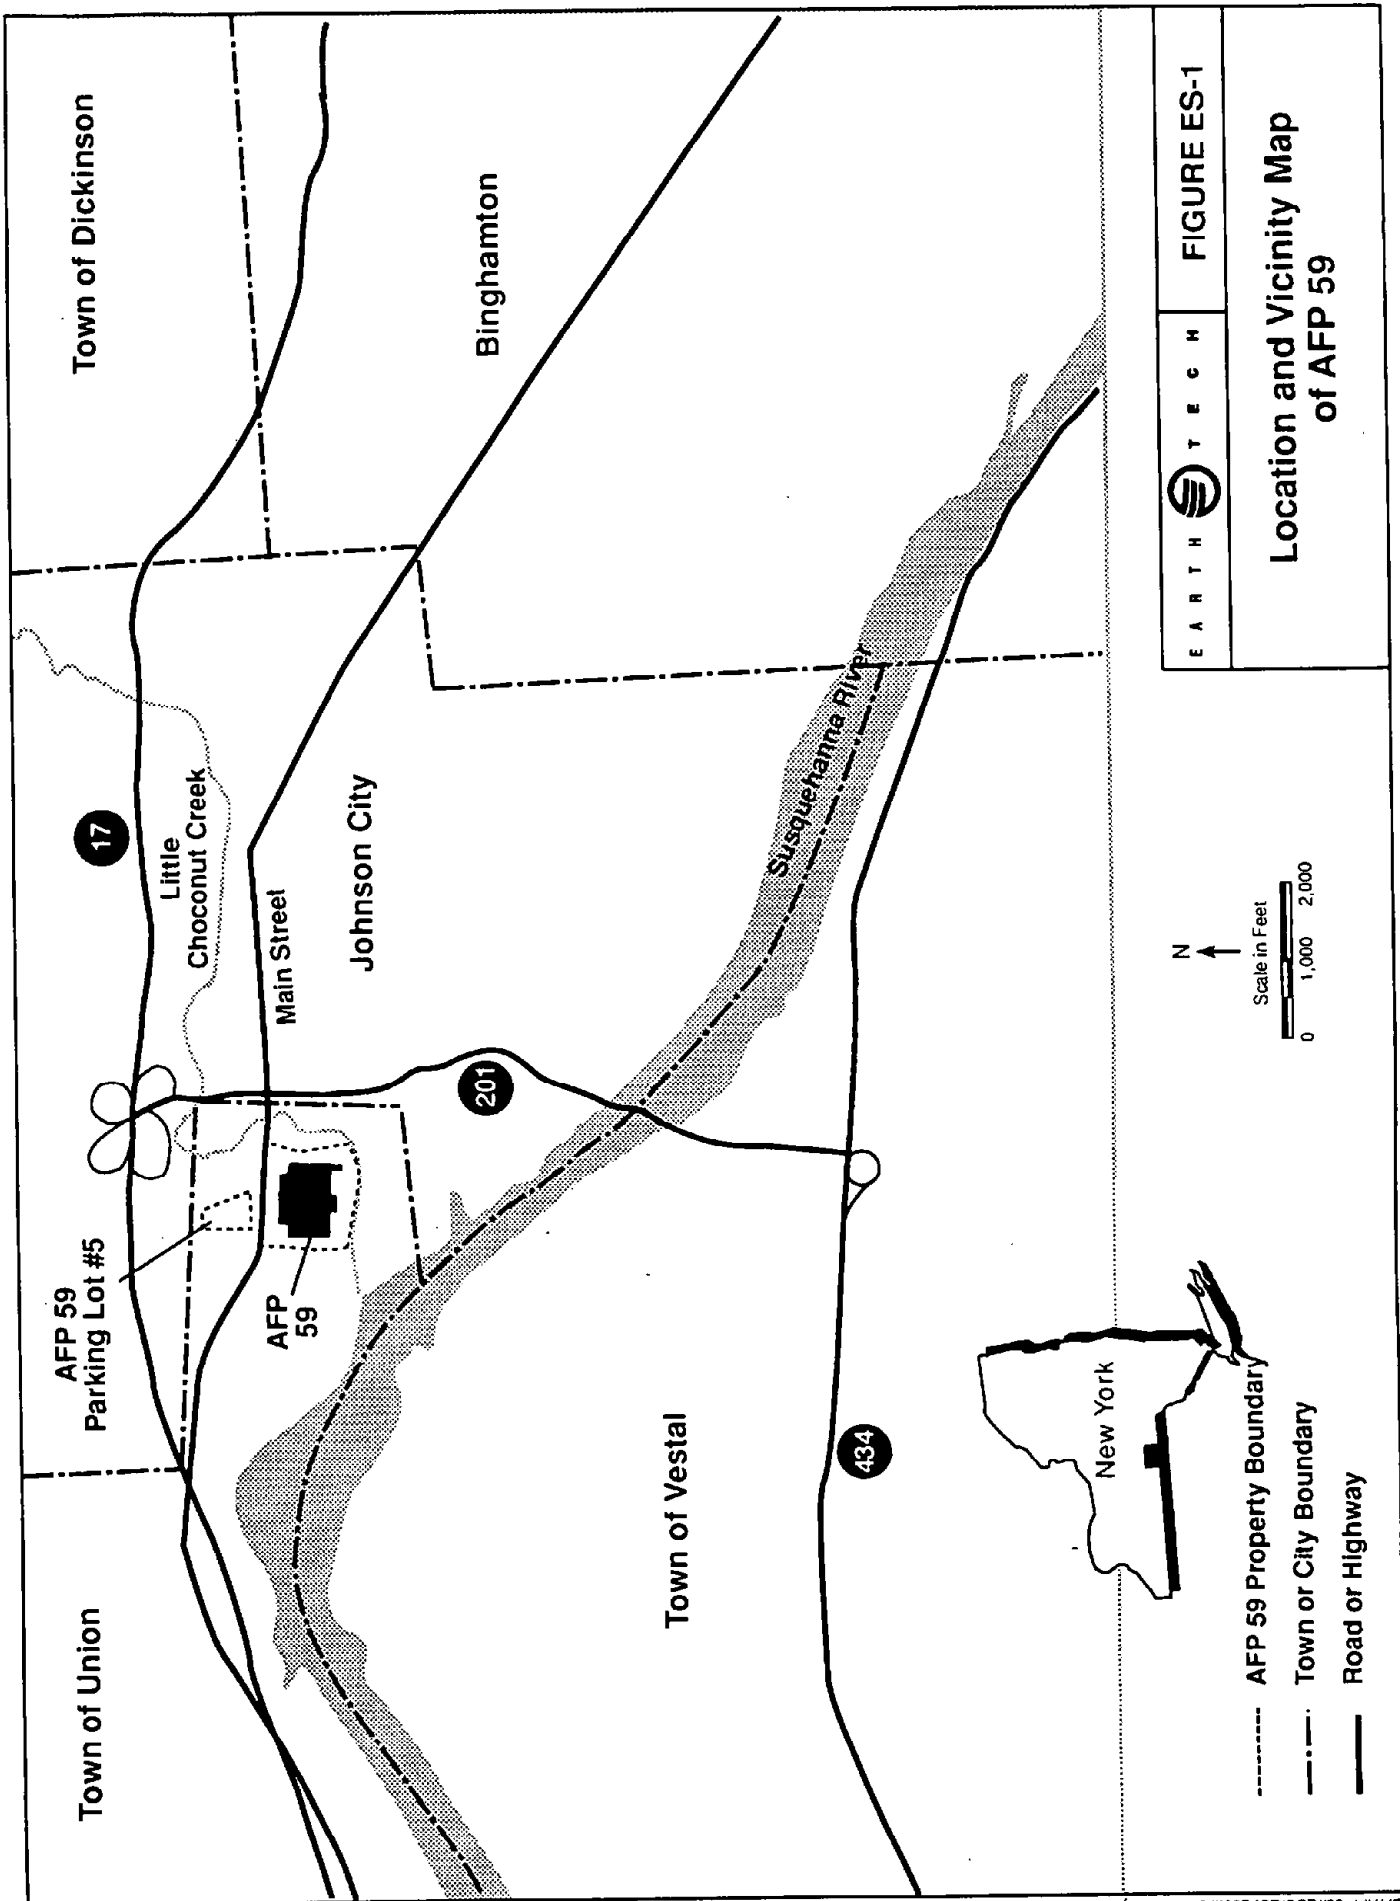 Town of Union
AFP 59
Parking Lot #5
17
Little
Choconut Creek
Town of Dickinson
AFP
59
Main Street
Johnson City
201
Binghamton
Susquehanna River
Town of Vestal
434
New York
N
Scale in Feet
0 1,000 2,000
AFP 59 Property Boundary
Town or City Boundary
Road or Highway
EARTH TECH
FIGURE ES-1
Location and Vicinity Map
of AFP 59